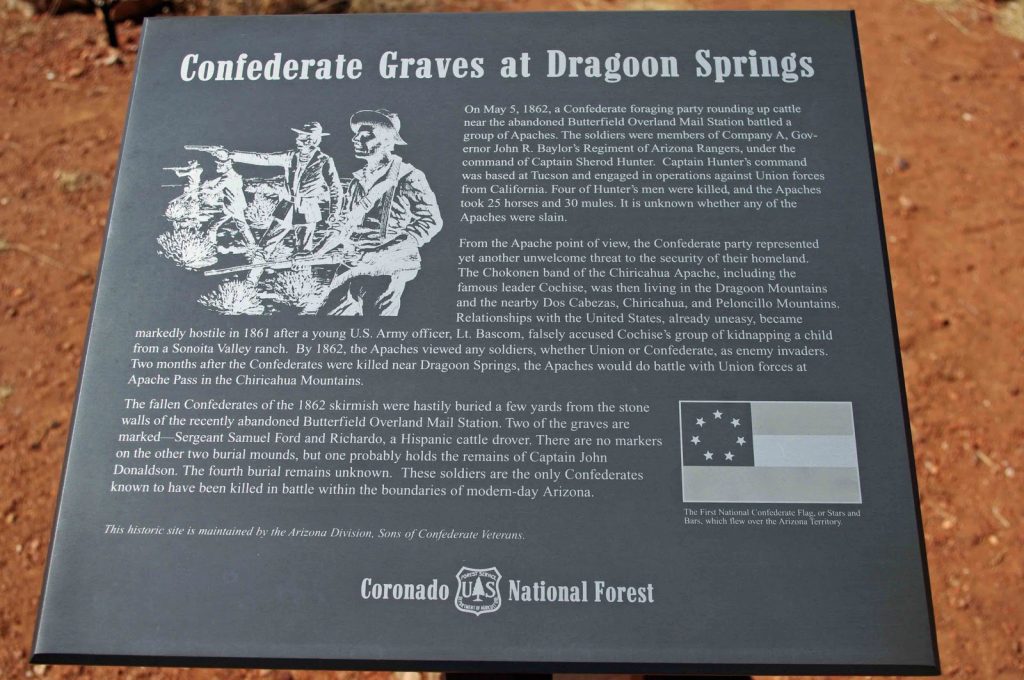 Confederate Graves at Dragoon Springs
On May 5, 1862, a Confederate foraging party rounding up cattle
near the abandoned Butterfield Overland Mail Station battled a
group of Apaches. The soldiers were members of Company A, Gov-
ernor John R. Baylor's Regiment of Arizona Rangers, under the
command of Captain Sherod Hunter. Captain Hunter's command
was based at Tucson and engaged in operations against Union forces
from California. Four of Hunter's men were killed, and the Apaches
took 25 horses and 30 mules. It is unknown whether any of the
Apaches were slain.
From the Apache point of view, the Confederate party represented
yet another unwelcome threat to the security of their homeland.
The Chokonen band of the Chiricahua Apache, including the
famous leader Cochise, was then living in the Dragoon Mountains
and the nearby Dos Cabezas, Chiricahua, and Peloncillo Mountains.
Relationships with the United States, already uneasy, became
markedly hostile in 1861 after a young U.S. Army officer, Lt. Bascom, falsely accused Cochise's group of kidnapping a child
from a Sonoita Valley ranch. By 1862, the Apaches viewed any soldiers, whether Union or Confederate, as enemy invaders.
Two months after the Confederates were killed near Dragoon Springs, the Apaches would do battle with Union forces at
Apache Pass in the Chiricahua Mountains.
The fallen Confederates of the 1862 skirmish were hastily buried a few yards from the stone
walls of the recently abandoned Butterfield Overland Mail Station. Two of the graves are
marked—Sergeant Samuel Ford and Richardo, a Hispanic cattle drover. There are no markers
on the other two burial mounds, but one probably holds the remains of Captain John
Donaldson. The fourth burial remains unknown. These soldiers are the only Confederates
known to have been killed in battle within the boundaries of modern-day Arizona.
The First National Confederate Flag, or Stars and
Bars, which flew over the Arizona Territory.
This historic site is maintained by the Arizona Division, Sons of Confederate Veterans.
Coronado National Forest
FOREST SERVICE
U S
DEPARTMENT OF AGRICULTURE